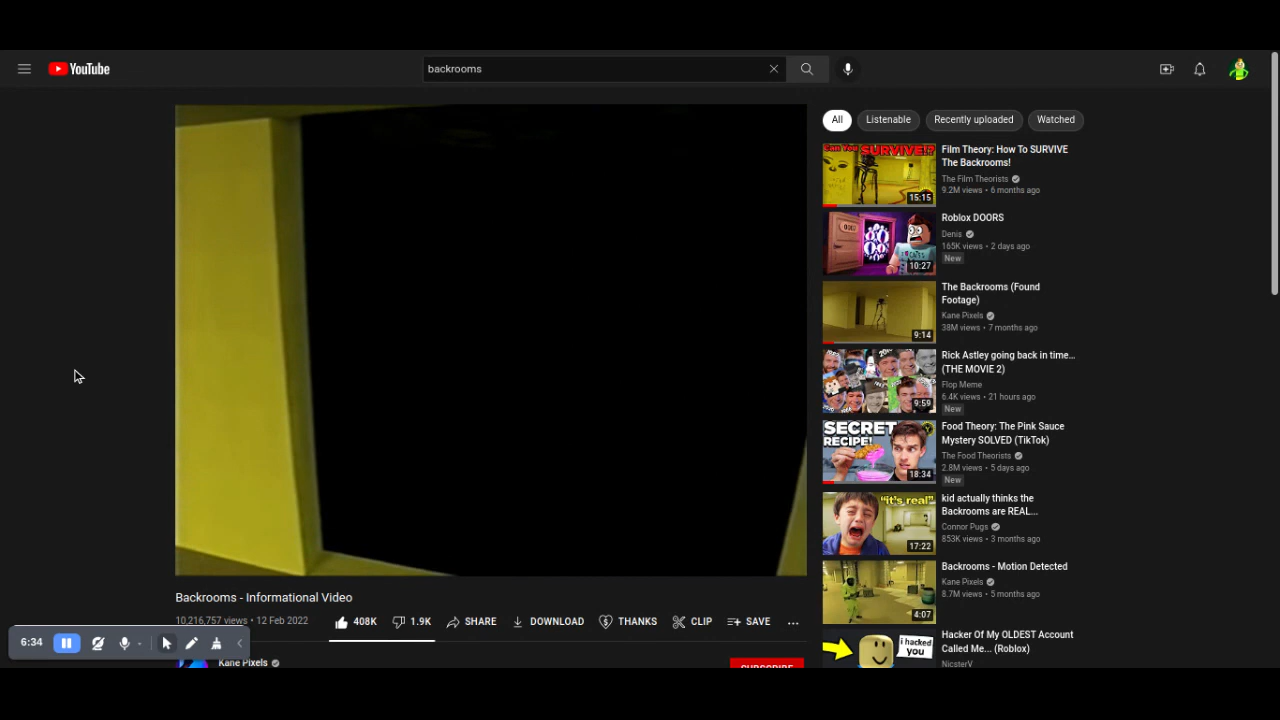 YouTube
backrooms
All
Listenable
Recently uploaded
Watched
Can You SURVIVE!?
15:15
Film Theory: How To SURVIVE
The Backrooms!
The Film Theorists
9.2M views • 6 months ago
10:27
Roblox DOORS
Denis
165K views • 2 days ago
New
9:14
The Backrooms (Found
Footage)
Kane Pixels
38M views • 7 months ago
9:59
Rick Astley going back in time...
(THE MOVIE 2)
Flop Meme
6.4K views • 21 hours ago
New
SECRET
RECIPE!
18:34
Food Theory: The Pink Sauce
Mystery SOLVED (TikTok)
The Food Theorists
2.8M views • 5 days ago
New
"it's real"
17:22
kid actually thinks the
Backrooms are REAL...
Connor Pugs
853K views • 3 months ago
4:07
Backrooms - Motion Detected
Kane Pixels
8.7M views • 5 months ago
i hacked
you
Hacker Of My OLDEST Account
Called Me... (Roblox)
NicsterV
Backrooms - Informational Video
10,216,757 views • 12 Feb 2022
408K
1.9K
SHARE
DOWNLOAD
THANKS
CLIP
SAVE
6:34
Kane Pixels
SUBSCRIBE